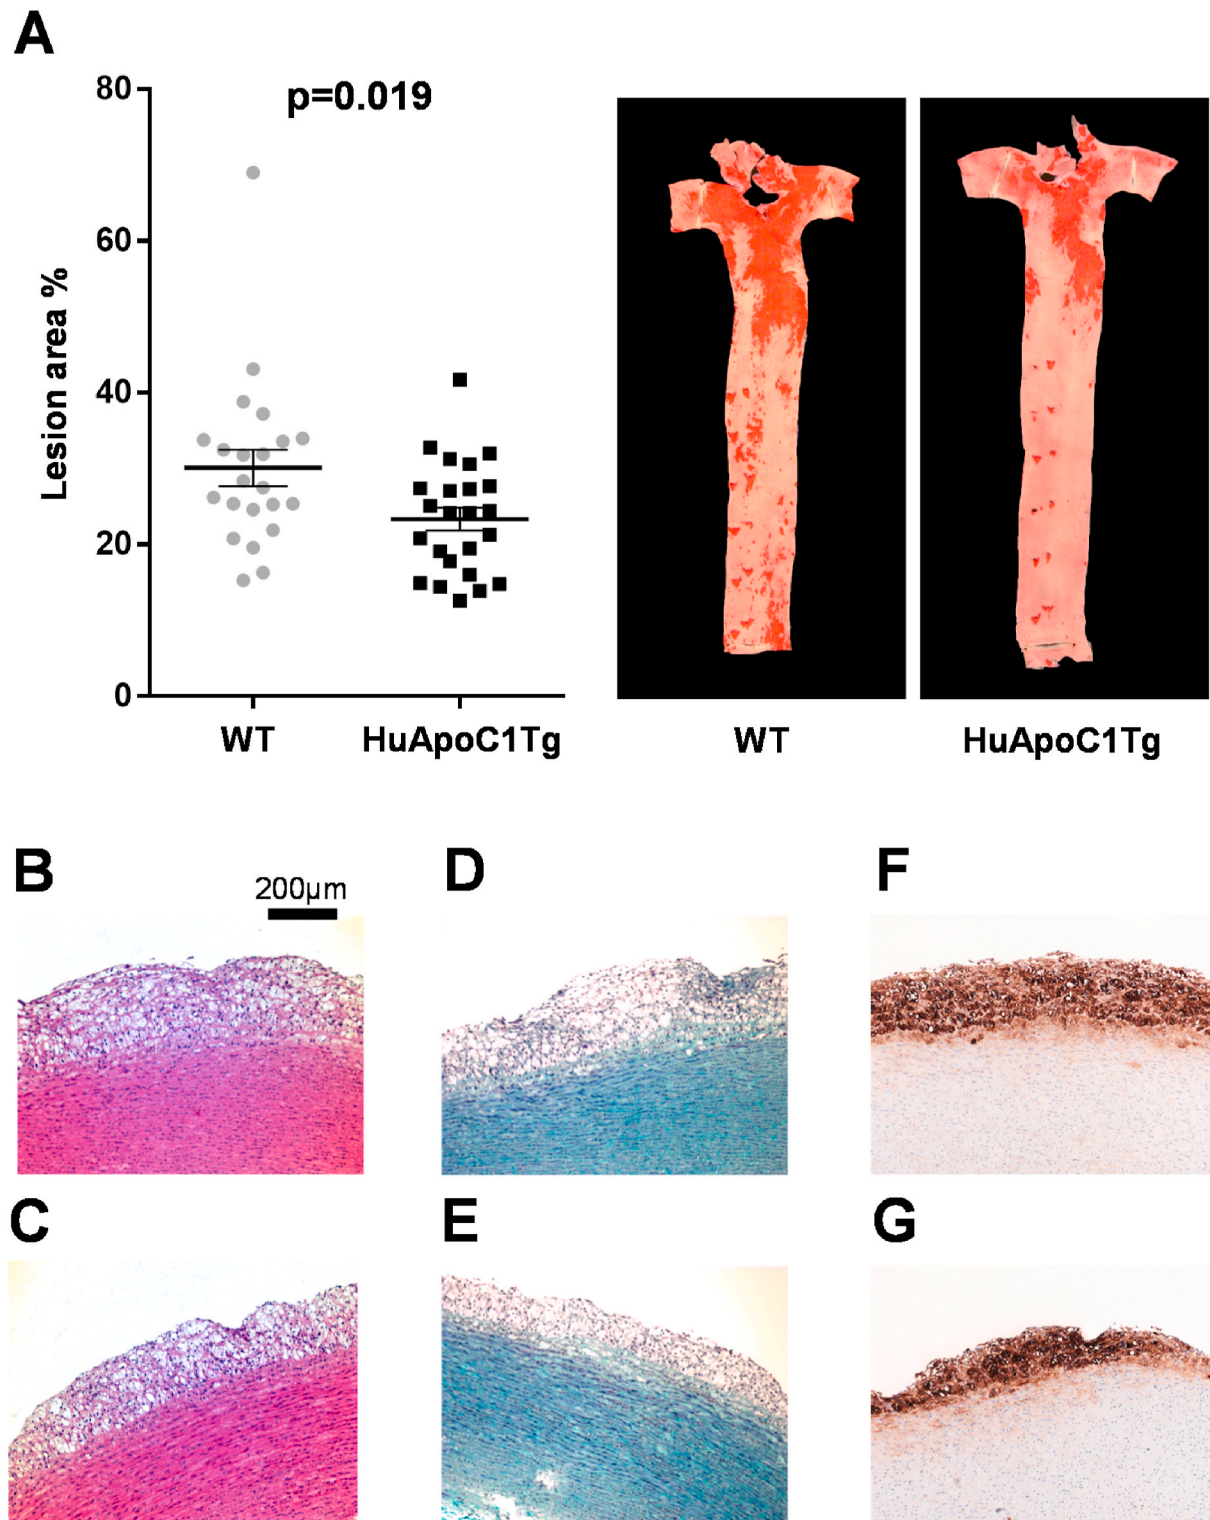 A
p=0.019
80
60
40
20
0
Lesion area %
WT
HuApoC1Tg
WT
HuApoC1Tg
B
200µm
D
F
C
E
G